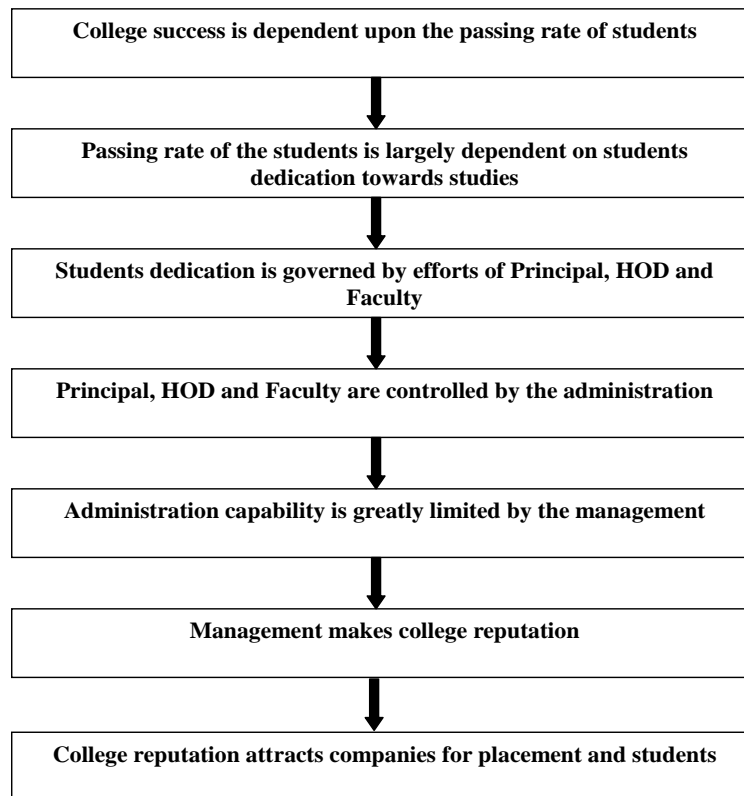 College success is dependent upon the passing rate of students
Passing rate of the students is largely dependent on students
dedication towards studies
Students dedication is governed by efforts of Principal, HOD and
Faculty
Principal, HOD and Faculty are controlled by the administration
Administration capability is greatly limited by the management
Management makes college reputation
College reputation attracts companies for placement and students